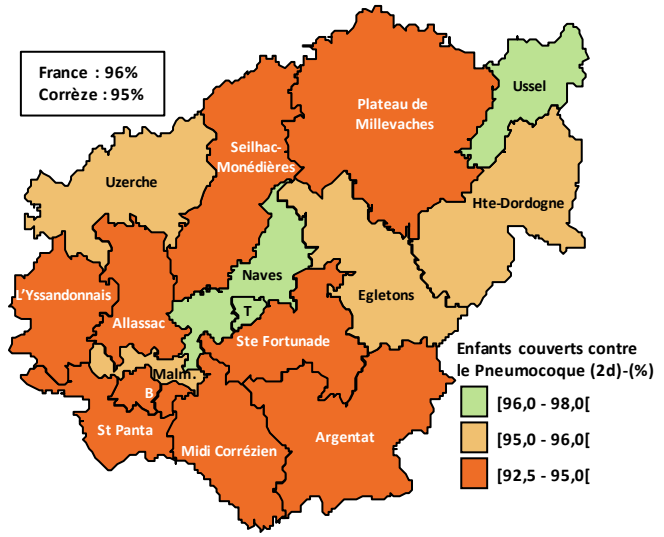 France : 96%
Corrèze : 95%
Ussel
Plateau de
Millevaches
Seilhac-
Monédières
Uzerche
Hte-Dordogne
Naves
L'Yssandonnais
Egletons
T
Allassac
Ste Fortunade
Malm.
B
St Panta
Midi Corrézien
Argentat
Enfants couverts contre
le Pneumocoque (2d)-(%)
[96,0 - 98,0[
[95,0 - 96,0[
[92,5 - 95,0[